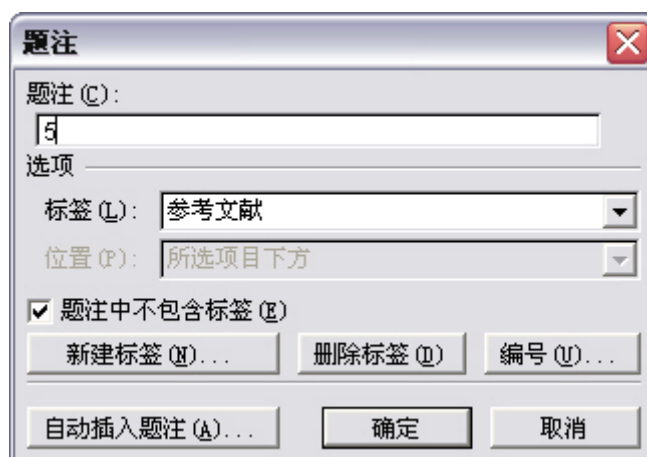 题注
题注(C):
5
选项
标签(L): 参考文献
位置(P): 所选项目下方
题注中不包含标签(E)
新建标签(N)... 删除标签(D) 编号(U)...
自动插入题注(A)... 确定 取消